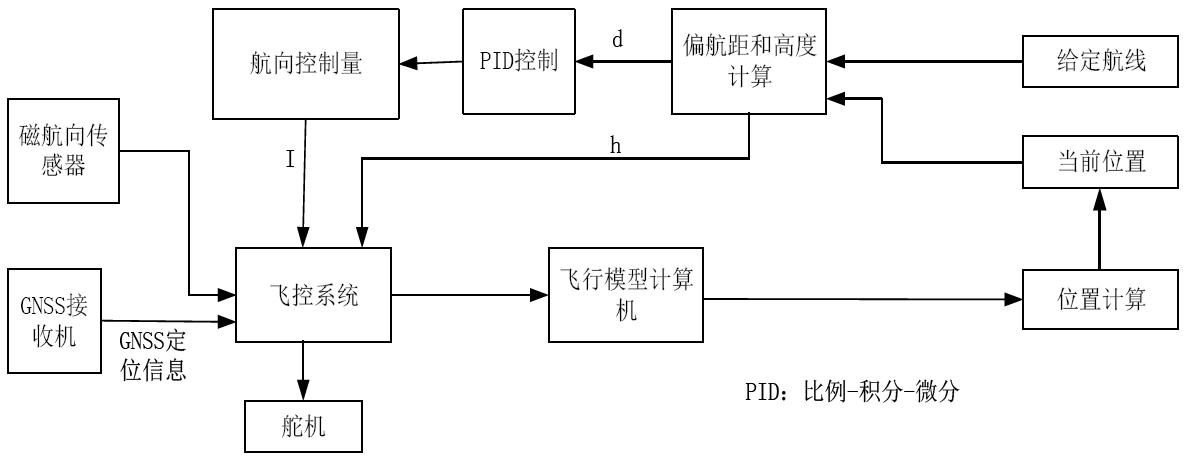 航向控制量
PID控制
d
偏航距和高度
计算
给定航线
磁航向传
感器
I
h
当前位置
GNSS接
收机
GNSS定
位信息
飞控系统
飞行模型计算
机
位置计算
舵机
PID: 比例-积分-微分